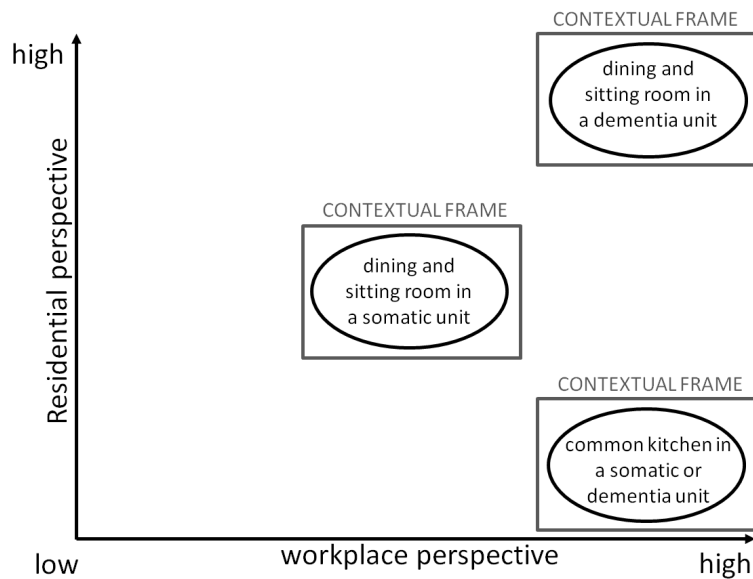 CONTEXTUAL FRAME
high
dining and
sitting room in
a dementia unit
Residential perspective
CONTEXTUAL FRAME
dining and
sitting room in
a somatic unit
CONTEXTUAL FRAME
common kitchen in
a somatic or
dementia unit
low
workplace perspective
high